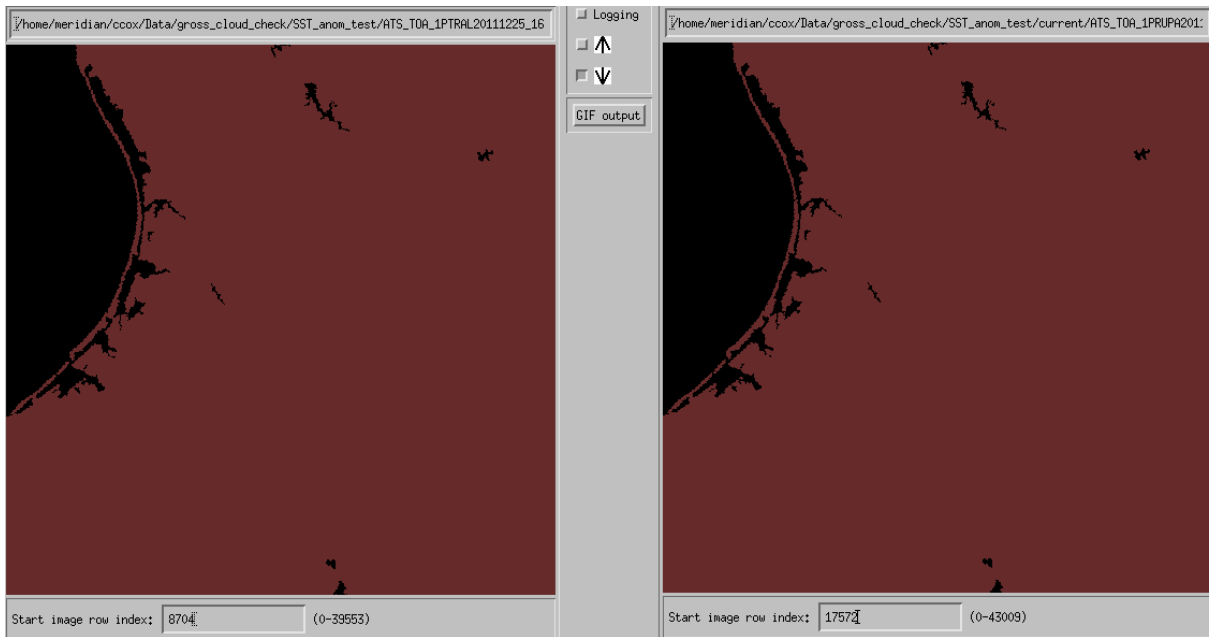 /home/meridian/ccox/Data/gross_cloud_check/SST_anom_test/ATS_TOA_1PTRAL20111225_16
Logging
/home/meridian/ccox/Data/gross_cloud_check/SST_anom_test/current/ATS_TOA_1PRUPA201:
GIF output
Start image row index: 8704 (0-39553)
Start image row index: 17572 (0-43009)